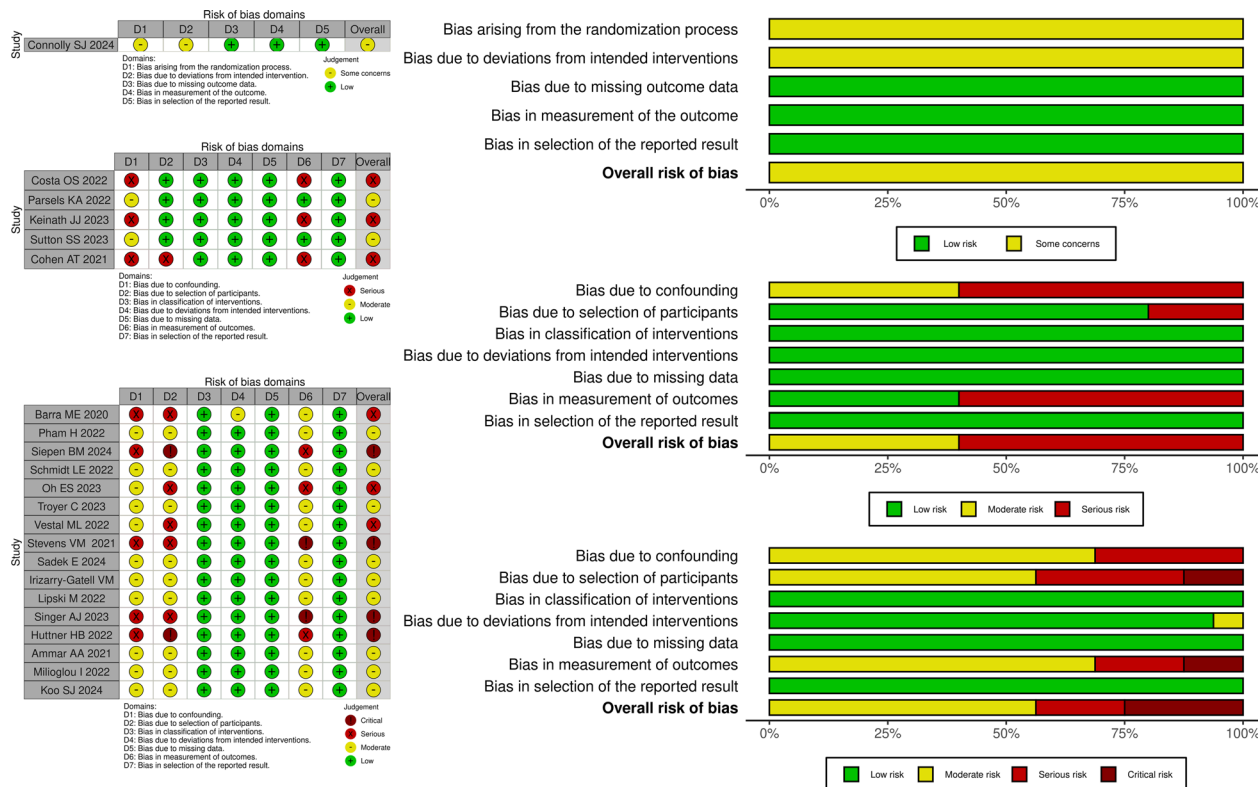 Risk of bias domains
D1 D2 D3 D4 D5 Overall
Study
Connolly SJ 2024 - - + + + -
Domains:
D1: Bias arising from the randomization process.
D2: Bias due to deviations from intended intervention.
D3: Bias due to missing outcome data.
D4: Bias in measurement of the outcome.
D5: Bias in selection of the reported result.
Judgement
- Some concerns
+ Low
Risk of bias domains
D1 D2 D3 D4 D5 D6 D7 Overall
Study
Costa OS 2022 X + + + + X + X
Parsels KA 2022 - + + + + + + -
Keinath JJ 2023 X + + + + X + X
Sutton SS 2023 - + + + + + + -
Cohen AT 2021 X X + + + X + X
Domains:
D1: Bias due to confounding.
D2: Bias due to selection of participants.
D3: Bias in classification of interventions.
D4: Bias due to deviations from intended interventions.
D5: Bias due to missing data.
D6: Bias in measurement of outcomes.
D7: Bias in selection of the reported result.
Judgement
X Serious
- Moderate
+ Low
Risk of bias domains
D1 D2 D3 D4 D5 D6 D7 Overall
Study
Barra ME 2020 X X + - + - + X
Pham H 2022 - - + + + - + -
Siepen BM 2024 X ! + + + X + !
Schmidt LE 2022 - - + + + - + -
Oh ES 2023 - X + + + X + X
Troyer C 2023 - - + + + - + -
Vestal ML 2022 - X + + + - + X
Stevens VM 2021 X X + + + ! + !
Sadek E 2024 - - + + + - + -
Irizarry-Gatell VM - - + + + - + -
Lipski M 2022 - - + + + - + -
Singer AJ 2023 X X + + + ! + !
Huttner HB 2022 X ! + + + X + !
Ammar AA 2021 - - + + + - + -
Milioglou I 2022 - - + + + - + -
Koo SJ 2024 - - + + + - + -
Domains:
D1: Bias due to confounding.
D2: Bias due to selection of participants.
D3: Bias in classification of interventions.
D4: Bias due to deviations from intended interventions.
D5: Bias due to missing data.
D6: Bias in measurement of outcomes.
D7: Bias in selection of the reported result.
Judgement
! Critical
X Serious
- Moderate
+ Low
Bias arising from the randomization process
Bias due to deviations from intended interventions
Bias due to missing outcome data
Bias in measurement of the outcome
Bias in selection of the reported result
Overall risk of bias
0% 25% 50% 75% 100%
Low risk Some concerns
Bias due to confounding
Bias due to selection of participants
Bias in classification of interventions
Bias due to deviations from intended interventions
Bias due to missing data
Bias in measurement of outcomes
Bias in selection of the reported result
Overall risk of bias
0% 25% 50% 75% 100%
Low risk Moderate risk Serious risk
Bias due to confounding
Bias due to selection of participants
Bias in classification of interventions
Bias due to deviations from intended interventions
Bias due to missing data
Bias in measurement of outcomes
Bias in selection of the reported result
Overall risk of bias
0% 25% 50% 75% 100%
Low risk Moderate risk Serious risk Critical risk